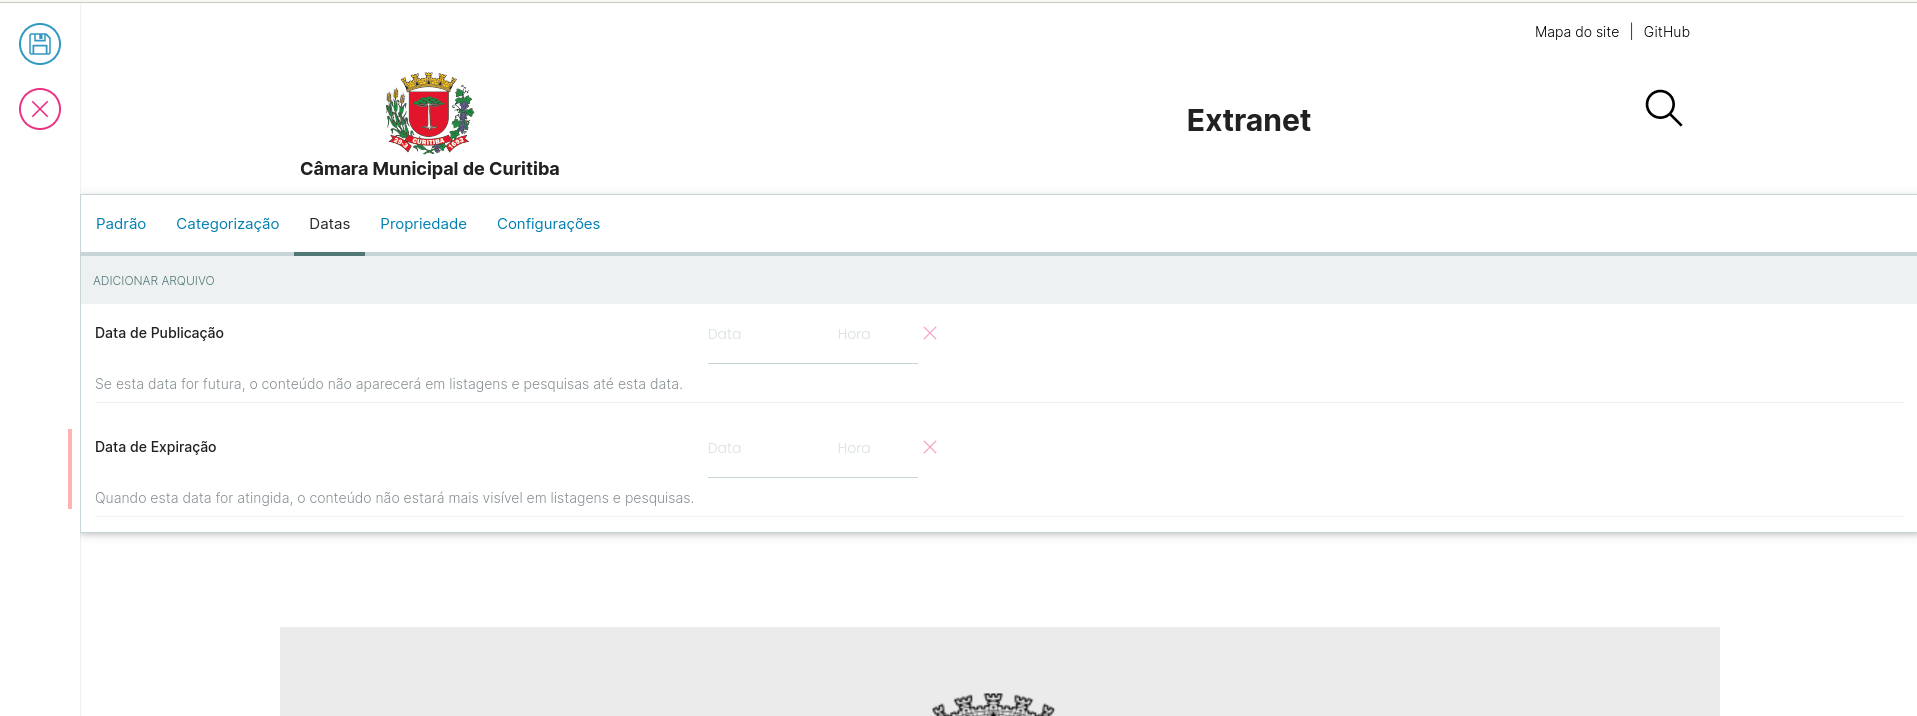 Mapa do site | GitHub
CURITIBA
1693
Câmara Municipal de Curitiba
Extranet
Padrão Categorização Datas Propriedade Configurações
ADICIONAR ARQUIVO
Data de Publicação Data Hora
Se esta data for futura, o conteúdo não aparecerá em listagens e pesquisas até esta data.
Data de Expiração Data Hora
Quando esta data for atingida, o conteúdo não estará mais visível em listagens e pesquisas.